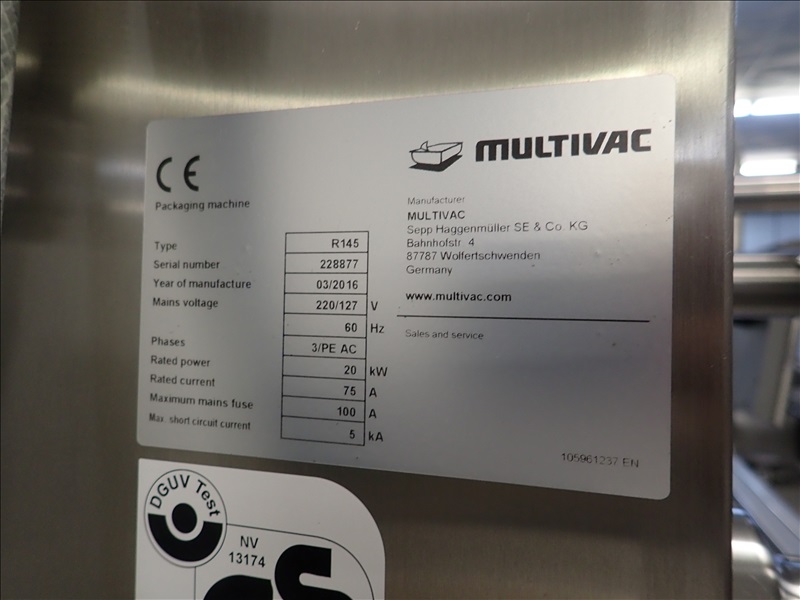 CE
Packaging machine
Type R145
Serial number 228877
Year of manufacture 03/2016
Mains voltage 220/127 V
60 Hz
Phases 3/PE AC
Rated power 20 kW
Rated current 75 A
Maximum mains fuse 100 A
Max. short circuit current 5 kA
MULTIVAC
Manufacturer
MULTIVAC
Sepp Haggenmüller SE & Co. KG
Bahnhofstr. 4
87787 Wolfertschwenden
Germany
www.multivac.com
Sales and service
105961237 EN
DGUV Test
NV
13174
GS